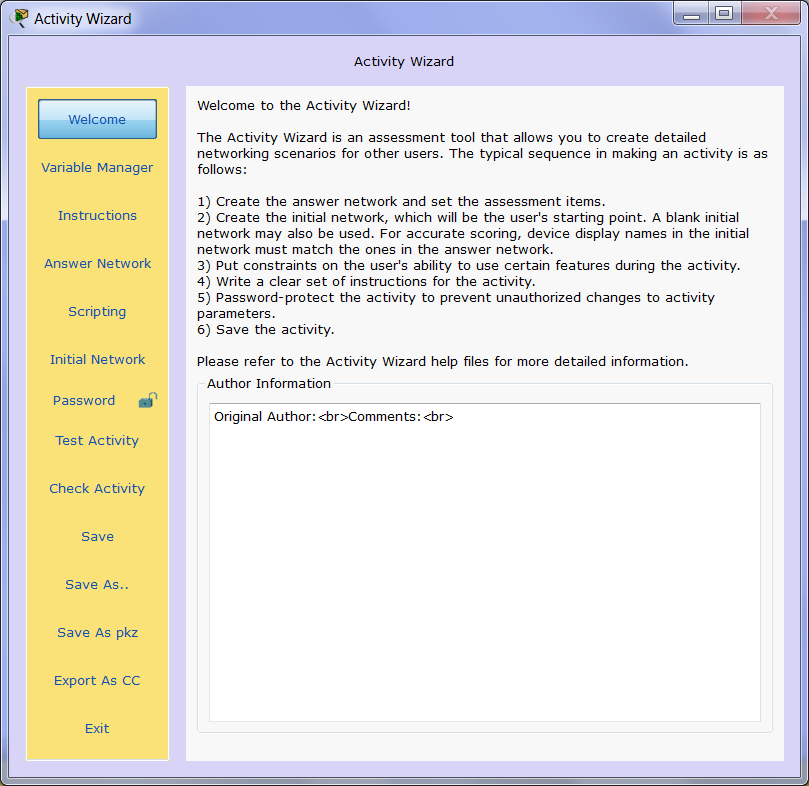 Activity Wizard
Activity Wizard
Welcome
Variable Manager
Instructions
Answer Network
Scripting
Initial Network
Password
Test Activity
Check Activity
Save
Save As..
Save As pkz
Export As CC
Exit
Welcome to the Activity Wizard!
The Activity Wizard is an assessment tool that allows you to create detailed
networking scenarios for other users. The typical sequence in making an activity is as
follows:
1) Create the answer network and set the assessment items.
2) Create the initial network, which will be the user's starting point. A blank initial
network may also be used. For accurate scoring, device display names in the initial
network must match the ones in the answer network.
3) Put constraints on the user's ability to use certain features during the activity.
4) Write a clear set of instructions for the activity.
5) Password-protect the activity to prevent unauthorized changes to activity
parameters.
6) Save the activity.
Please refer to the Activity Wizard help files for more detailed information.
Author Information
Original Author:<br>Comments:<br>